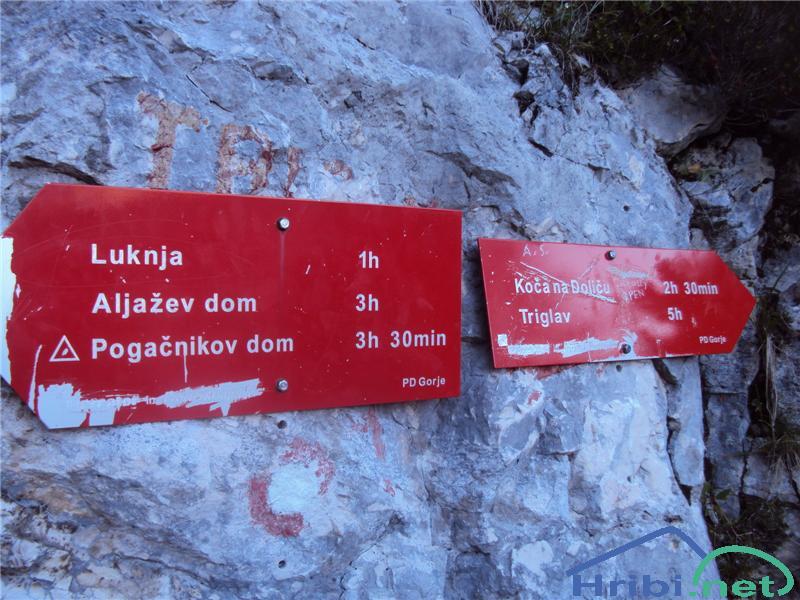 TRI
Luknja 1h
Aljažev dom 3h
Pogačnikov dom 3h 30min
PD Gorje
A.S.
Koča na Doliču 2h 30min
Triglav 5h
PD Gorje
Hribi.net